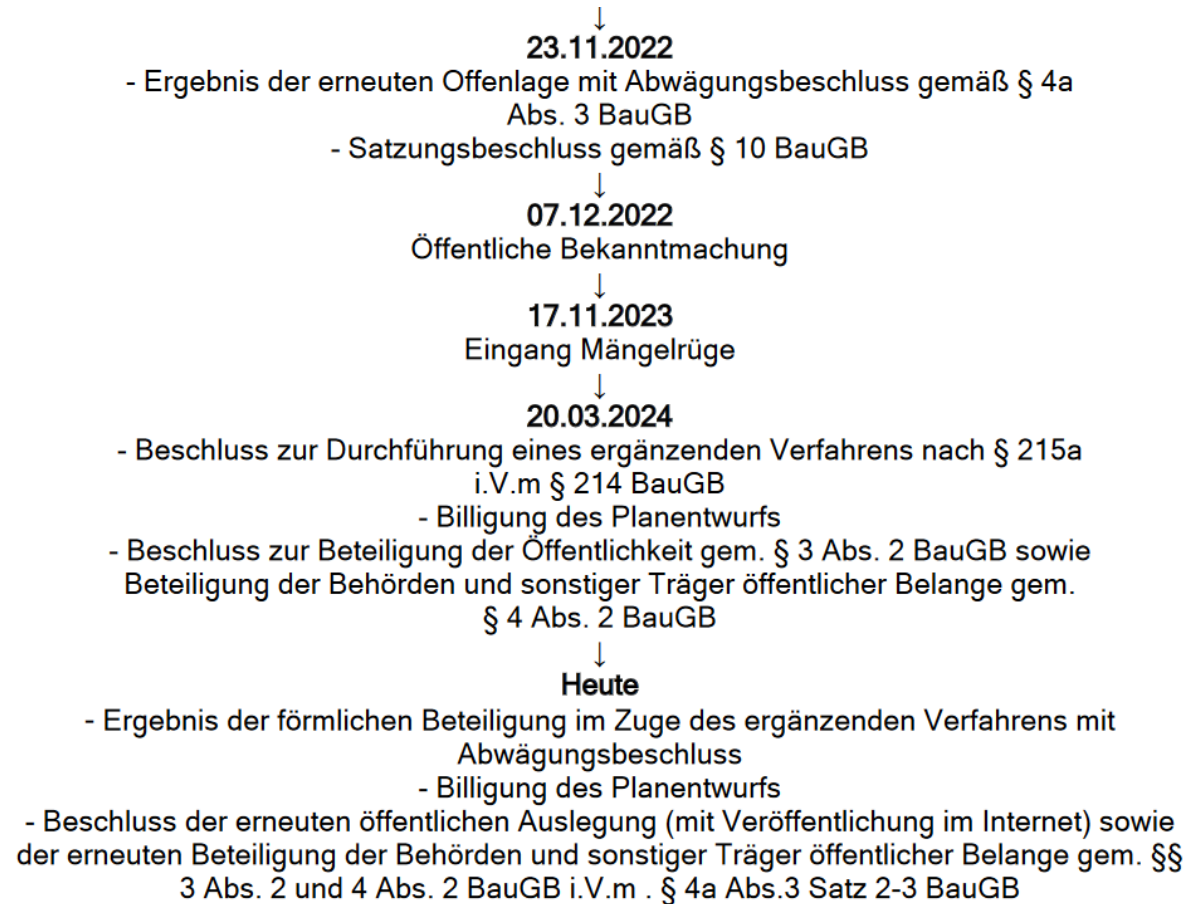 ↓
23.11.2022
- Ergebnis der erneuten Offenlage mit Abwägungsbeschluss gemäß § 4a
Abs. 3 BauGB
- Satzungsbeschluss gemäß § 10 BauGB
↓
07.12.2022
Öffentliche Bekanntmachung
↓
17.11.2023
Eingang Mängelrüge
↓
20.03.2024
- Beschluss zur Durchführung eines ergänzenden Verfahrens nach § 215a
i.V.m § 214 BauGB
- Billigung des Planentwurfs
- Beschluss zur Beteiligung der Öffentlichkeit gem. § 3 Abs. 2 BauGB sowie
Beteiligung der Behörden und sonstiger Träger öffentlicher Belange gem.
§ 4 Abs. 2 BauGB
↓
Heute
- Ergebnis der förmlichen Beteiligung im Zuge des ergänzenden Verfahrens mit
Abwägungsbeschluss
- Billigung des Planentwurfs
- Beschluss der erneuten öffentlichen Auslegung (mit Veröffentlichung im Internet) sowie
der erneuten Beteiligung der Behörden und sonstiger Träger öffentlicher Belange gem. §§
3 Abs. 2 und 4 Abs. 2 BauGB i.V.m . § 4a Abs.3 Satz 2-3 BauGB